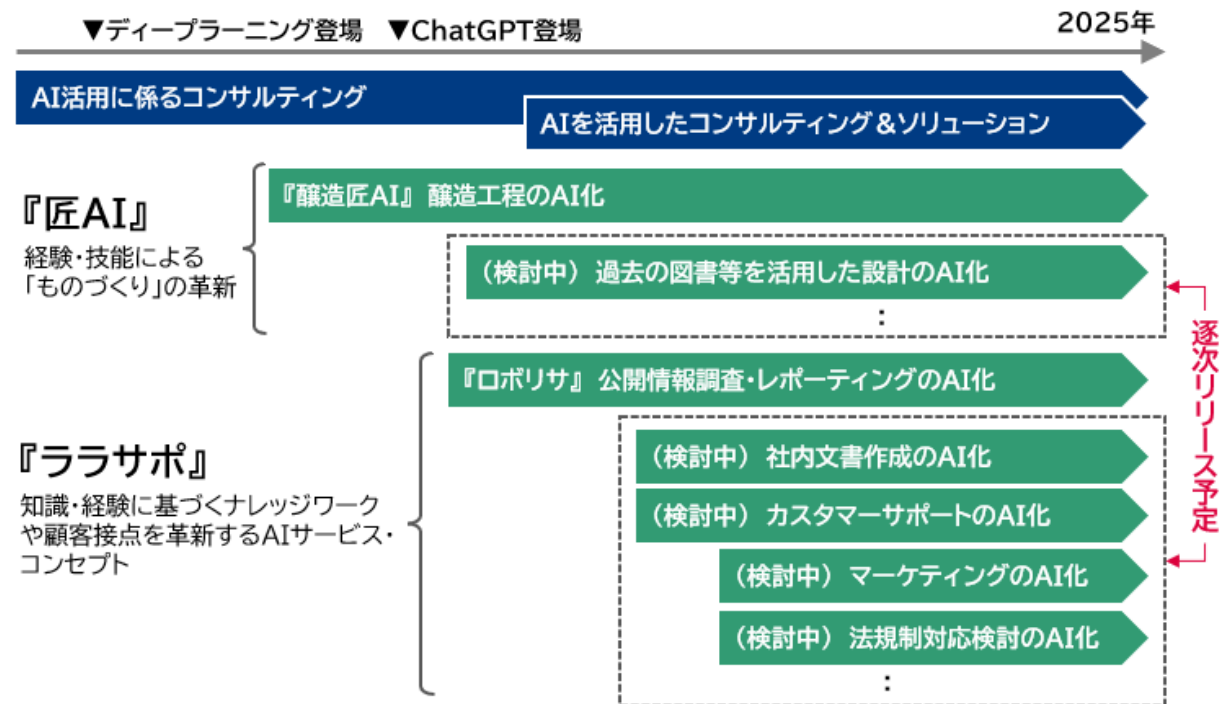 ▼ディープラーニング登場 ▼ChatGPT登場
2025年
AI活用に係るコンサルティング
AIを活用したコンサルティング&ソリューション
『匠AI』
経験・技能による
「ものづくり」の革新
『醸造匠AI』 醸造工程のAI化
(検討中) 過去の図書等を活用した設計のAI化
:
『ララサポ』
知識・経験に基づくナレッジワーク
や顧客接点を革新するAIサービス・
コンセプト
『ロボリサ』 公開情報調査・レポーティングのAI化
(検討中) 社内文書作成のAI化
(検討中) カスタマーサポートのAI化
(検討中) マーケティングのAI化
(検討中) 法規制対応検討のAI化
:
逐次リリース予定